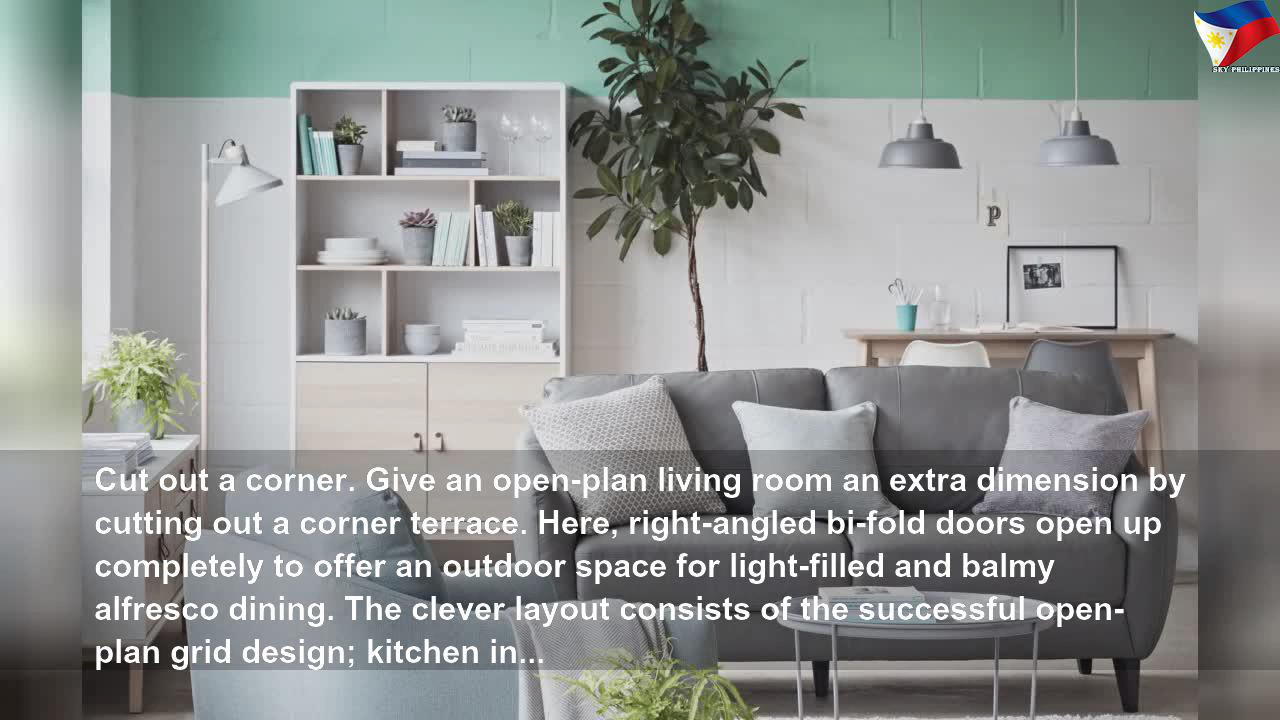 SKY PHILIPPINES
p
Cut out a corner. Give an open-plan living room an extra dimension by
cutting out a corner terrace. Here, right-angled bi-fold doors open up
completely to offer an outdoor space for light-filled and balmy
alfresco dining. The clever layout consists of the successful open-
plan grid design; kitchen in...